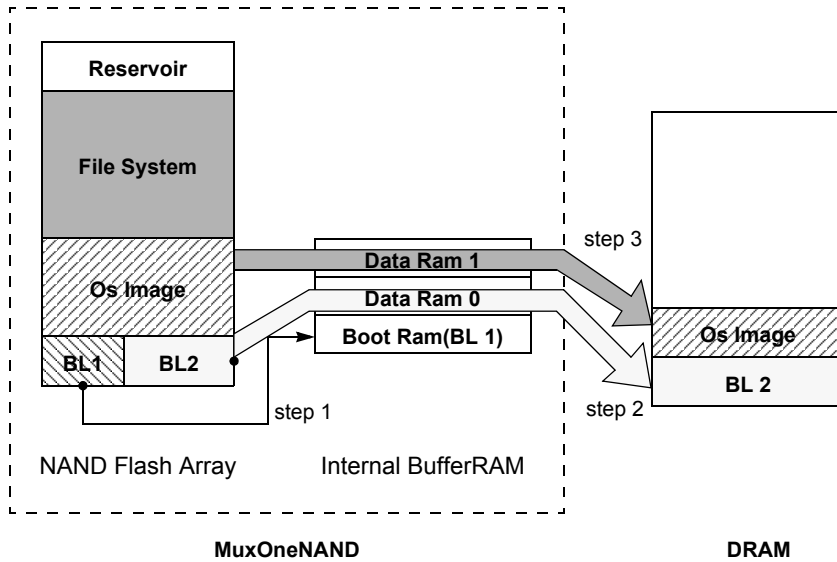 Reservoir
File System
step 3
Data Ram 1
Os Image
Data Ram 0
Os Image
Boot Ram(BL 1)
BL1
BL2
BL 2
step 1
step 2
NAND Flash Array
Internal BufferRAM
MuxOneNAND
DRAM